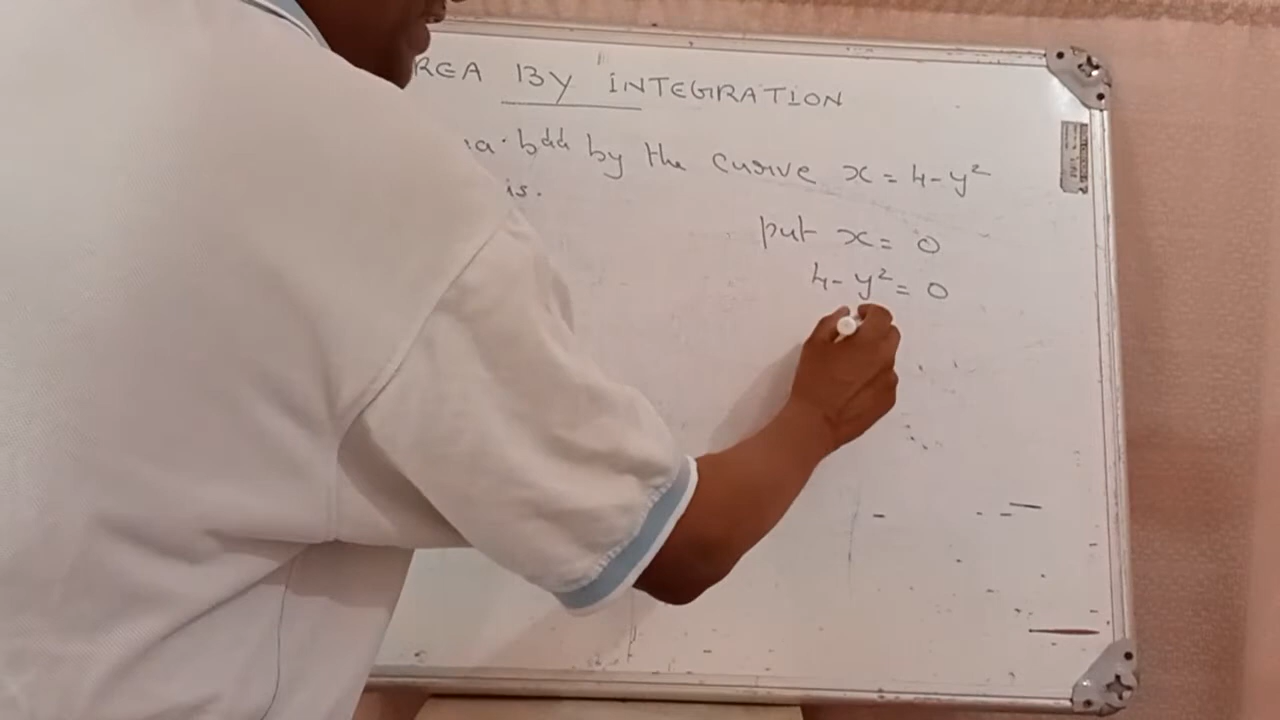 REA BY INTEGRATION
a. bdd by the curve x = 4 - y²
is.
put x = 0
4 - y² = 0